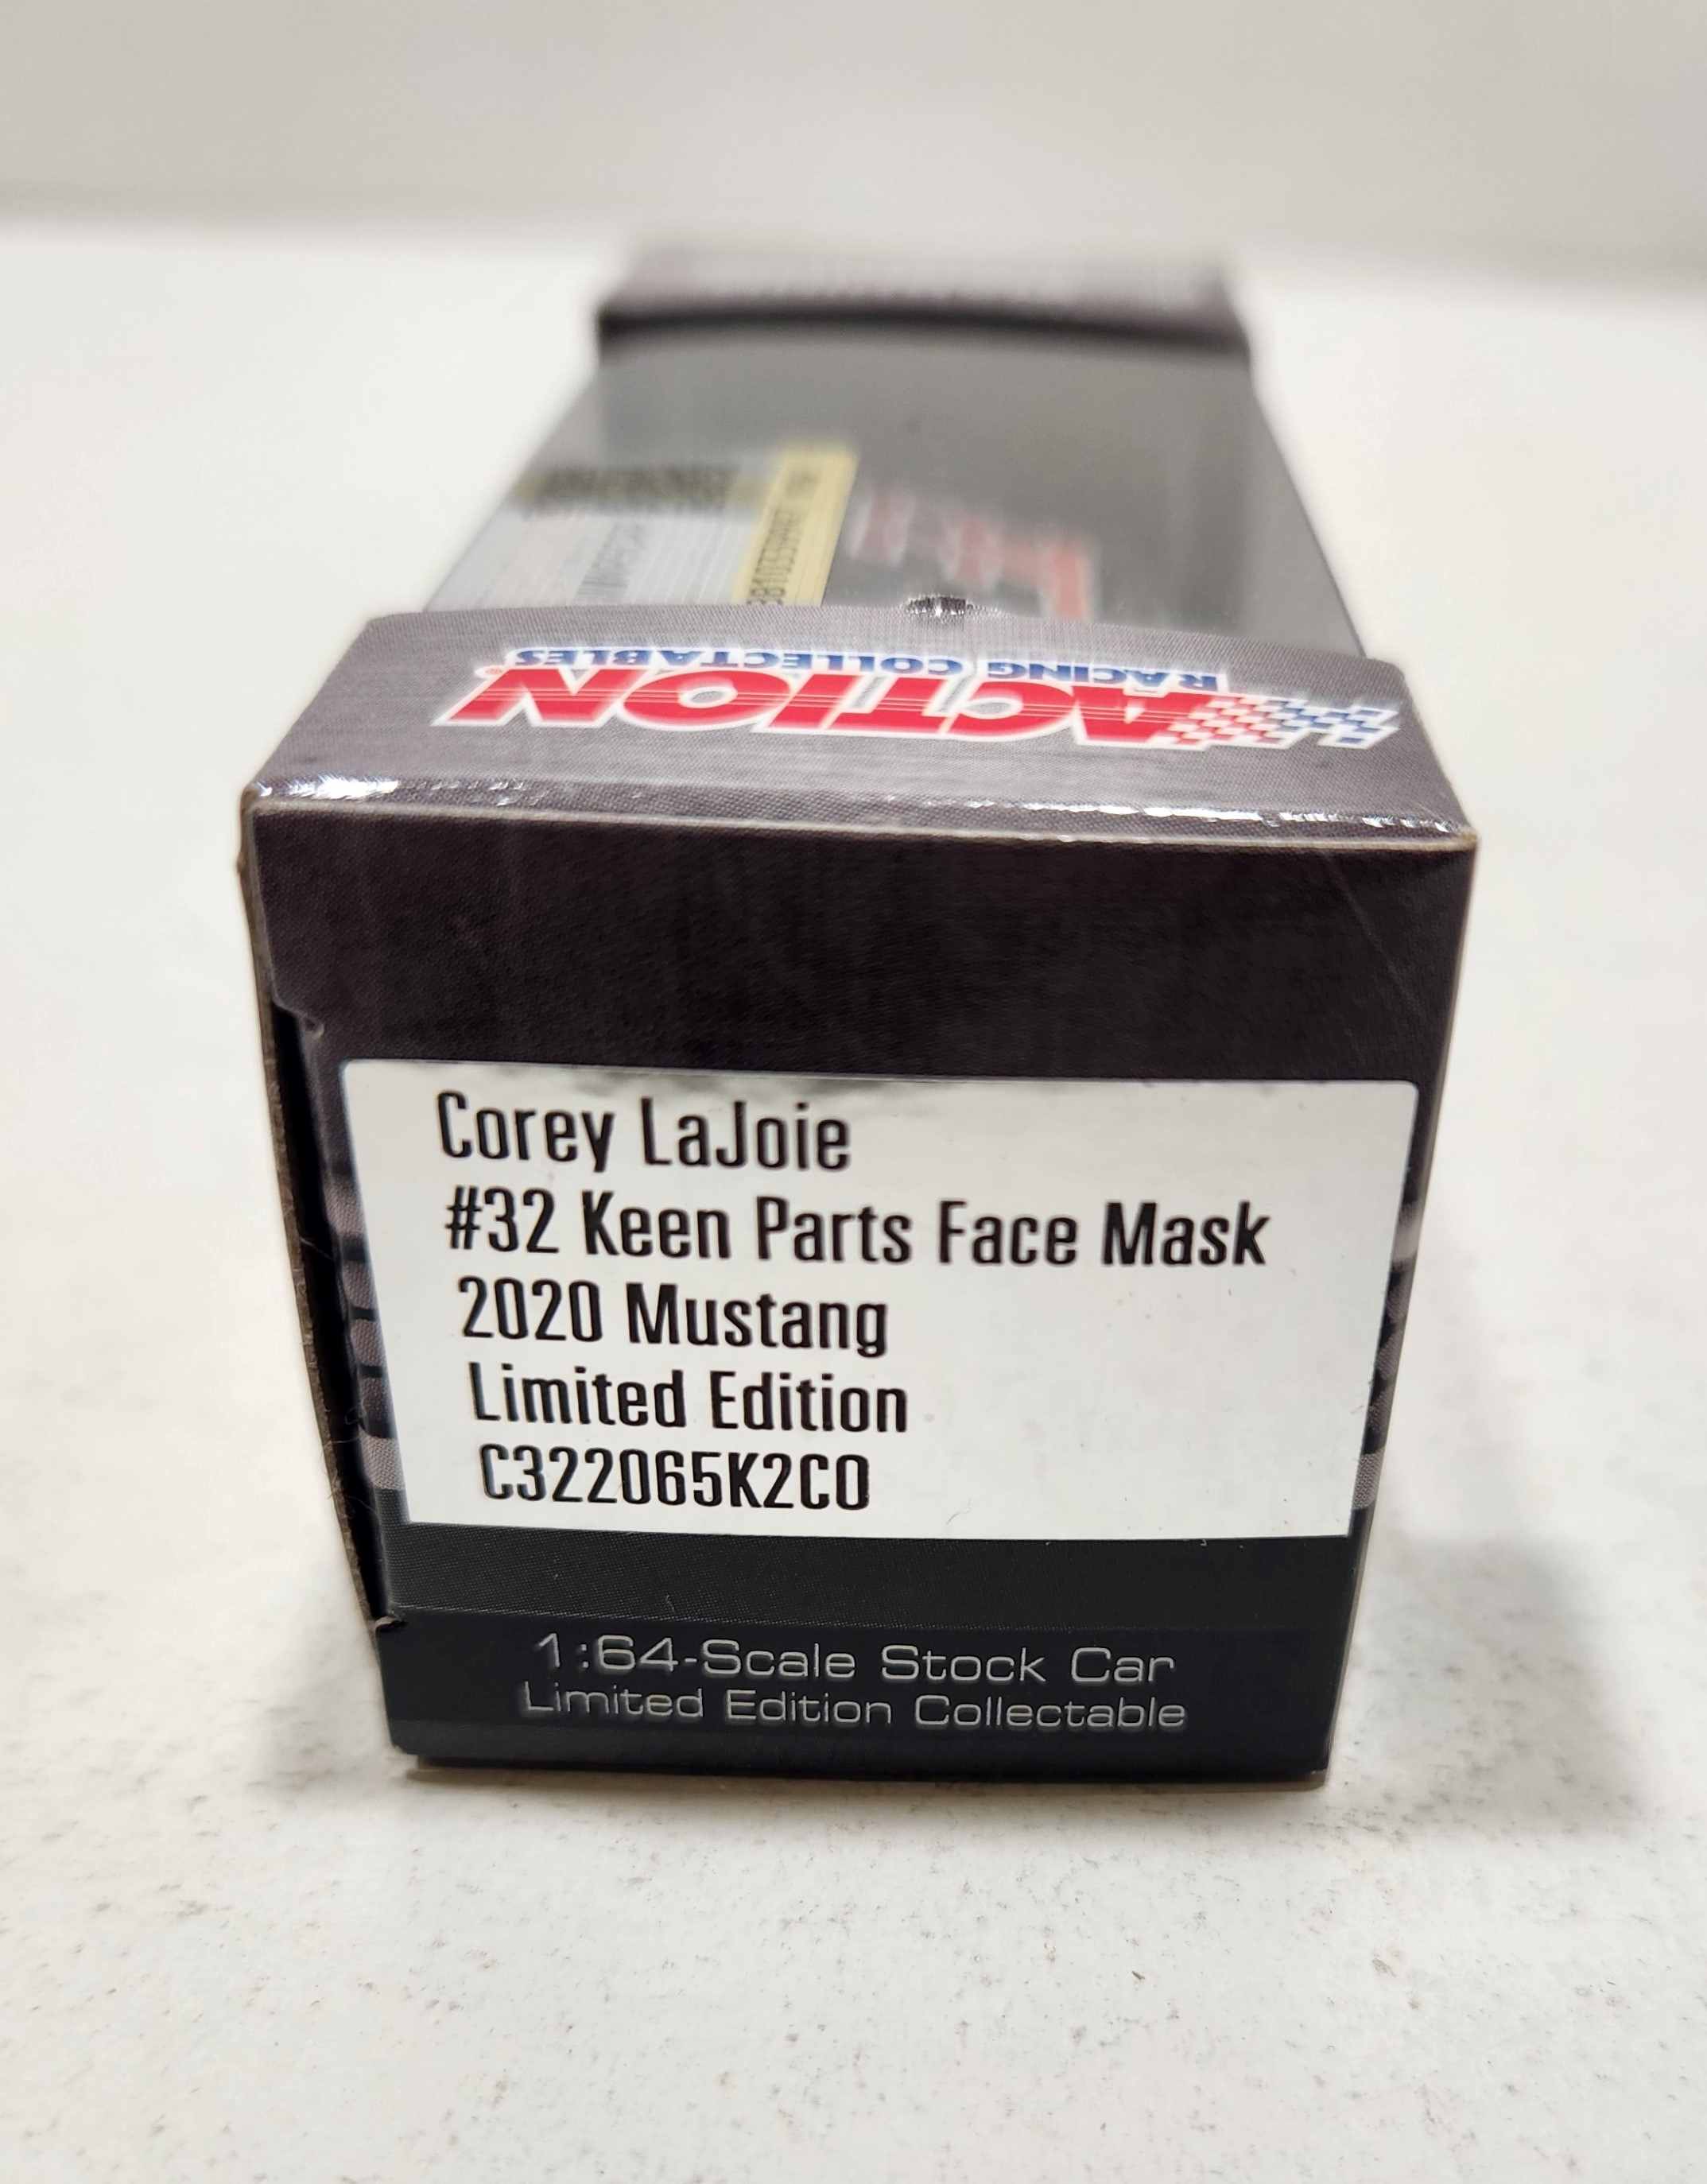 ACTION
RACING COLLECTABLES
Corey LaJoie
#32 Keen Parts Face Mask
2020 Mustang
Limited Edition
C322065K2CO
1:64-Scale Stock Car
Limited Edition Collectable